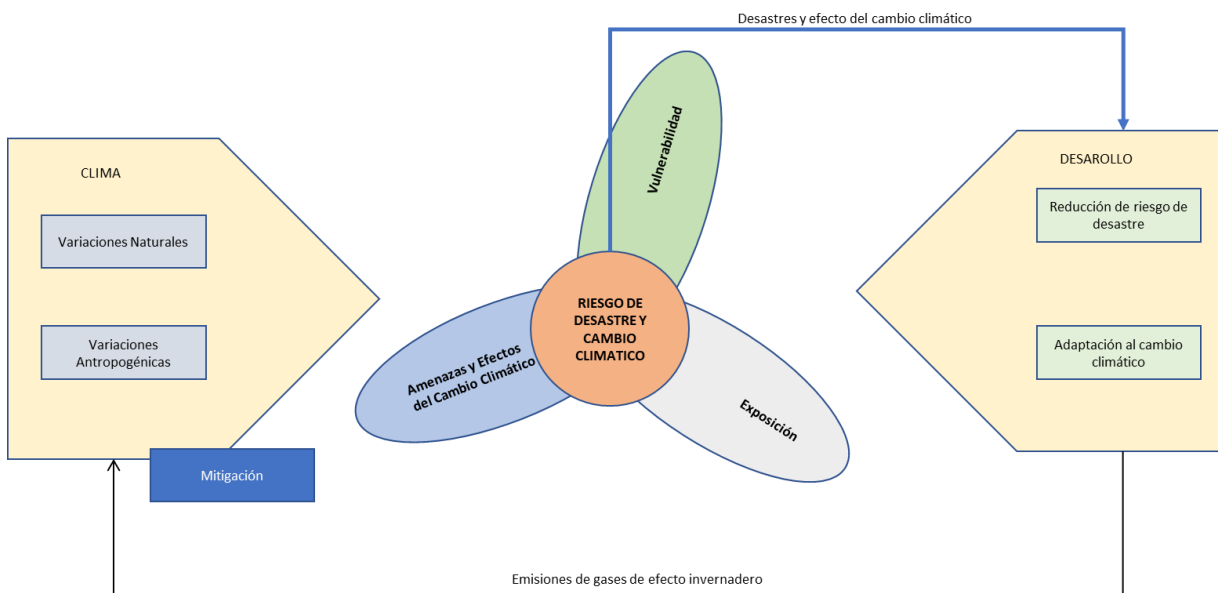 Desastres y efecto del cambio climático
CLIMA
Variaciones Naturales
Variaciones
Antropogénicas
Mitigación
Vulnerabilidad
RIESGO DE
DESASTRE Y
CAMBIO
CLIMATICO
Amenazas y Efectos
del Cambio Climático
Exposición
DESAROLLO
Reducción de riesgo de
desastre
Adaptación al cambio
climático
Emisiones de gases de efecto invernadero